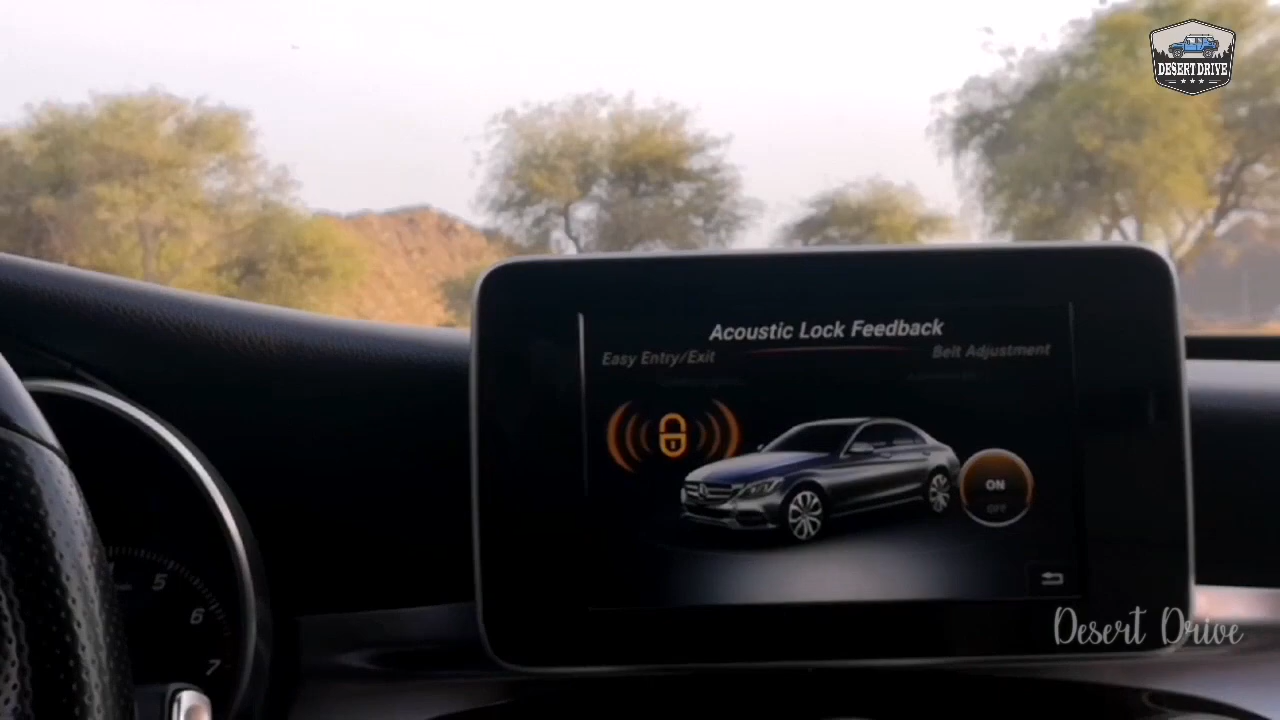 DESERT DRIVE
Acoustic Lock Feedback
Easy Entry/Exit
Belt Adjustment
ON
OFF
5
6
7
Desert Drive